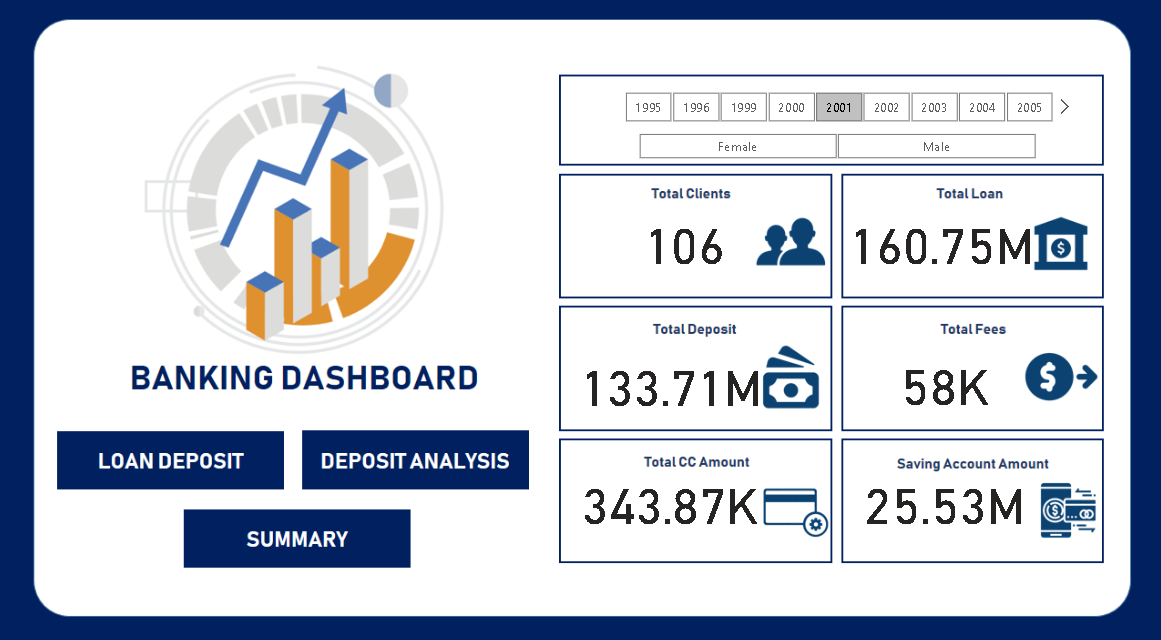 BANKING DASHBOARD
LOAN DEPOSIT
DEPOSIT ANALYSIS
SUMMARY
1995 1996 1999 2000 2001 2002 2003 2004 2005
Female Male
Total Clients
106
Total Loan
160.75M
$
Total Deposit
133.71M
Total Fees
58K
$
Total CC Amount
343.87K
Saving Account Amount
25.53M
$